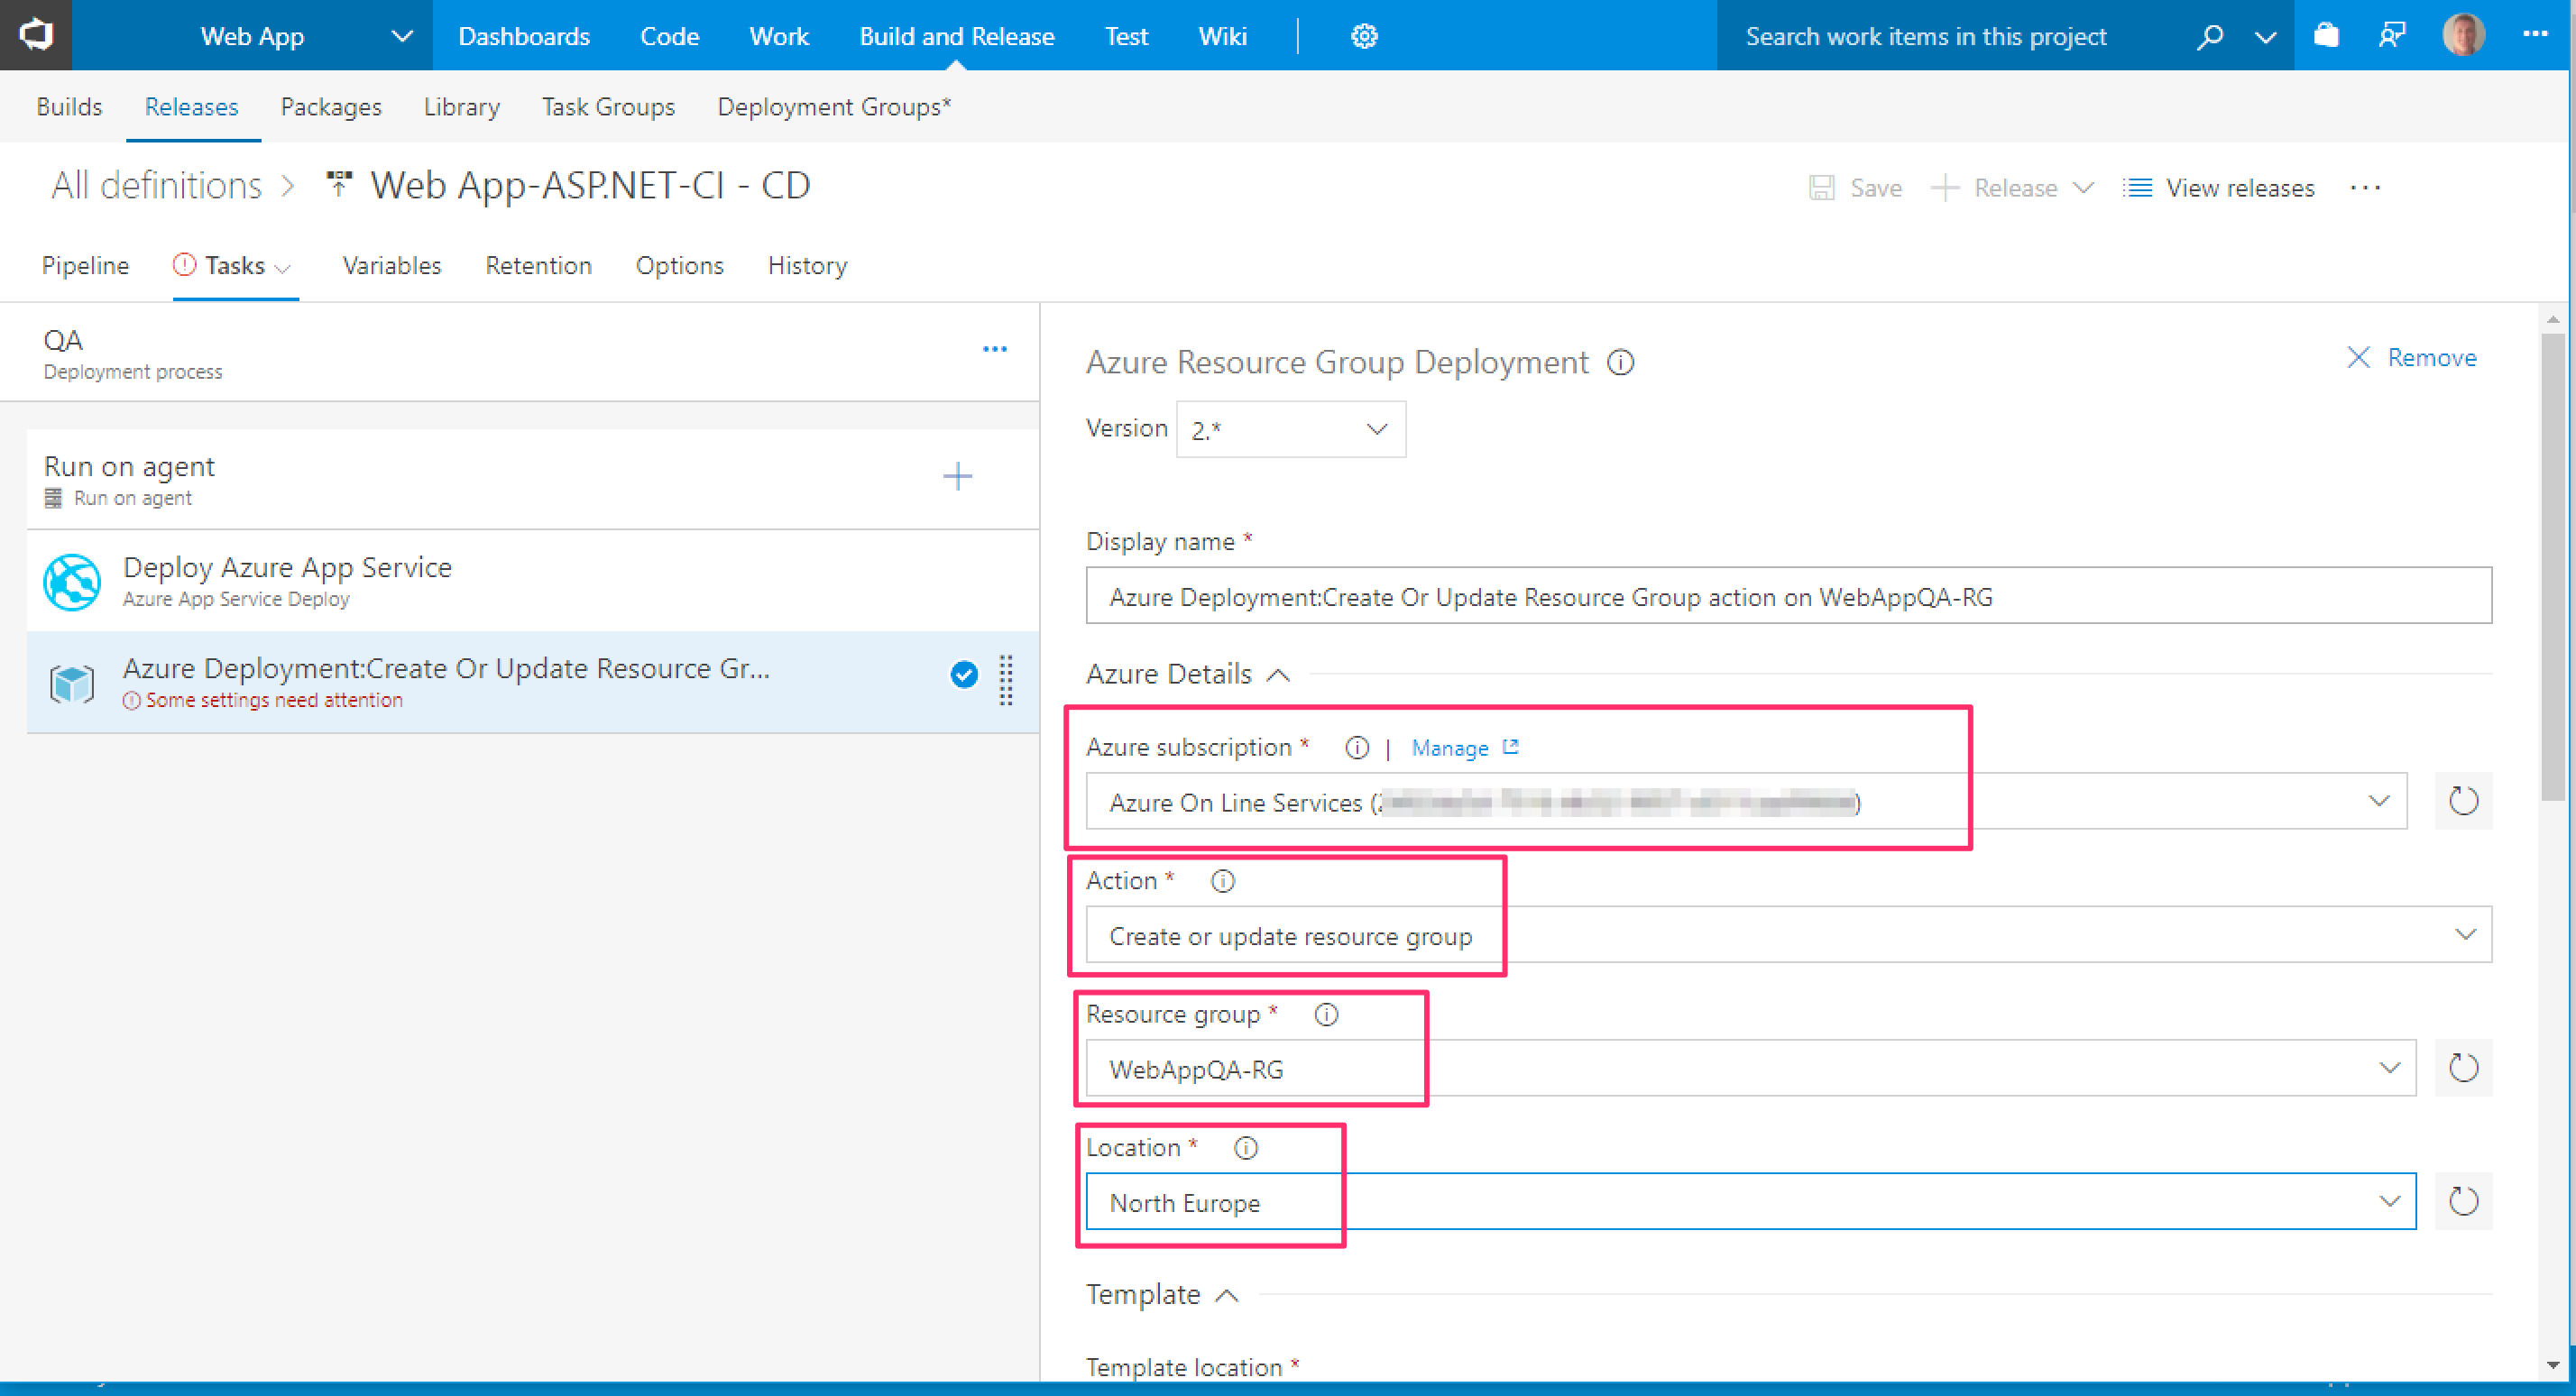 Web App
Dashboards Code Work Build and Release Test Wiki
Search work items in this project
Builds Releases Packages Library Task Groups Deployment Groups*
All definitions > Web App-ASP.NET-CI - CD
Save Release View releases ...
Pipeline Tasks Variables Retention Options History
QA
Deployment process
Run on agent
Run on agent
Deploy Azure App Service
Azure App Service Deploy
Azure Deployment:Create Or Update Resource Gr...
Some settings need attention
Azure Resource Group Deployment
Remove
Version 2.*
Display name *
Azure Deployment:Create Or Update Resource Group action on WebAppQA-RG
Azure Details
Azure subscription * | Manage
Azure On Line Services (
Action *
Create or update resource group
Resource group *
WebAppQA-RG
Location *
North Europe
Template
Template location *